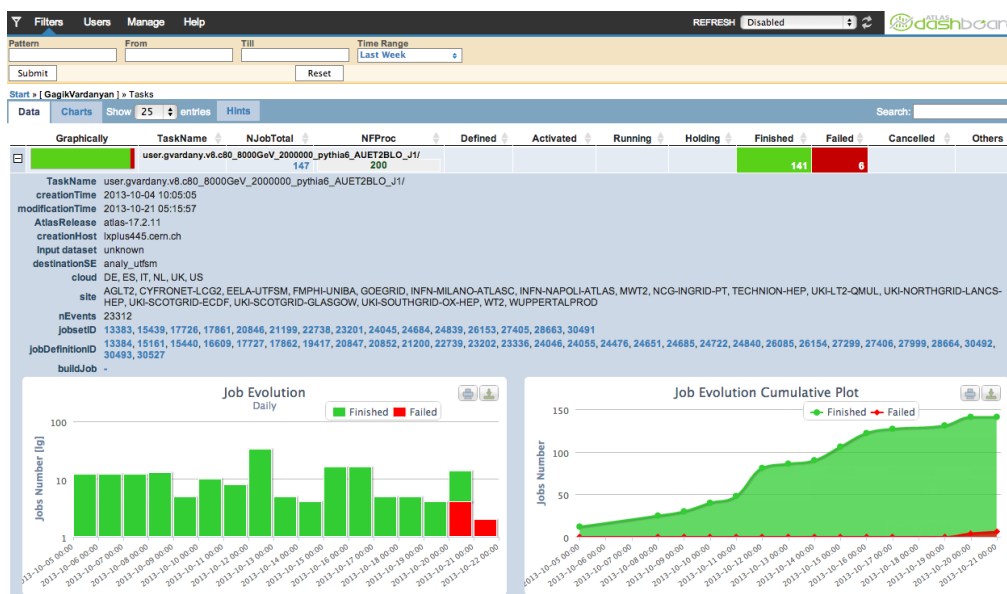 Filters Users Manage Help REFRESH Disabled ATLAS dashboard
Pattern From Till Time Range
Last Week
Submit Reset
Start » [ GagikVardanyan ] » Tasks
Data Charts Show 25 entries Hints Search:
Graphically TaskName NJobTotal NFProc Defined Activated Running Holding Finished Failed Cancelled Others
user.gvardany.v8.c80_8000GeV_2000000_pythia6_AUET2BLO_J1/
147 200 141 6
TaskName user.gvardany.v8.c80_8000GeV_2000000_pythia6_AUET2BLO_J1/
creationTime 2013-10-04 10:05:05
modificationTime 2013-10-21 05:15:57
AtlasRelease atlas-17.2.11
creationHost lxplus445.cern.ch
Input dataset unknown
destinationSE analy_utfsm
cloud DE, ES, IT, NL, UK, US
site AGLT2, CYFRONET-LCG2, EELA-UTFSM, FMPHI-UNIBA, GOEGRID, INFN-MILANO-ATLASC, INFN-NAPOLI-ATLAS, MWT2, NCG-INGRID-PT, TECHNION-HEP, UKI-LT2-QMUL, UKI-NORTHGRID-LANCS-
HEP, UKI-SCOTGRID-ECDF, UKI-SCOTGRID-GLASGOW, UKI-SOUTHGRID-OX-HEP, WT2, WUPPERTALPROD
nEvents 23312
jobsetID 13383, 15439, 17726, 17861, 20846, 21199, 22738, 23201, 24045, 24684, 24839, 26153, 27405, 28663, 30491
jobDefinitionID 13384, 15161, 15440, 16609, 17727, 17862, 19417, 20847, 20852, 21200, 22739, 23202, 23336, 24046, 24055, 24476, 24651, 24685, 24722, 24840, 26085, 26154, 27299, 27406, 27999, 28664, 30492,
30493, 30527
buildJob -
Job Evolution
Daily
Finished Failed
Jobs Number [lg]
100
10
1
2013-10-05 00:00 2013-10-06 00:00 2013-10-07 00:00 2013-10-08 00:00 2013-10-09 00:00 2013-10-10 00:00 2013-10-11 00:00 2013-10-12 00:00 2013-10-13 00:00 2013-10-14 00:00 2013-10-15 00:00 2013-10-16 00:00 2013-10-17 00:00 2013-10-18 00:00 2013-10-19 00:00 2013-10-20 00:00 2013-10-21 00:00 2013-10-22 00:00
Job Evolution Cumulative Plot
Finished Failed
Jobs Number
150
100
50
0
2013-10-05 00:00 2013-10-06 00:00 2013-10-07 00:00 2013-10-08 00:00 2013-10-09 00:00 2013-10-10 00:00 2013-10-11 00:00 2013-10-12 00:00 2013-10-13 00:00 2013-10-14 00:00 2013-10-15 00:00 2013-10-16 00:00 2013-10-17 00:00 2013-10-18 00:00 2013-10-19 00:00 2013-10-20 00:00 2013-10-21 00:00